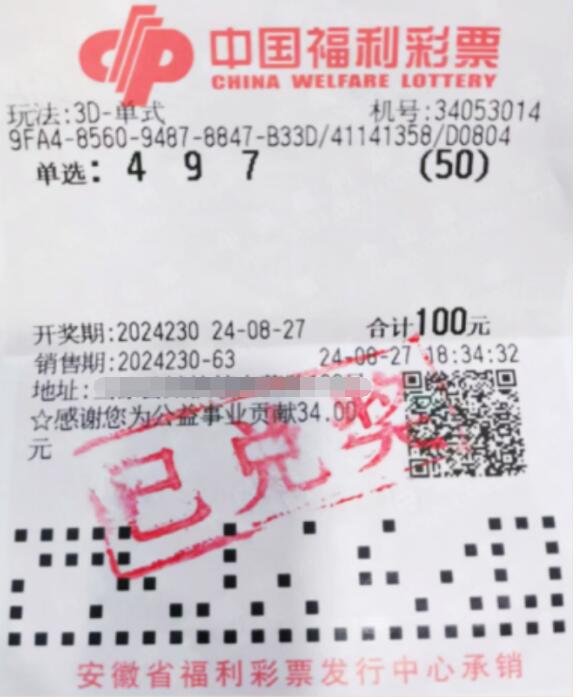 中国福利彩票
CHINA WELFARE LOTTERY
玩法:3D-单式 机号:34053014
9FA4-8560-9487-8847-B33D/41141358/D0804
单选: 4 9 7 (50)
开奖期:2024230 24-08-27 合计100元
销售期:2024230-63 24-08-27 18:34:32
地址:
☆感谢您为公益事业贡献34.00
元
已兑奖
安徽省福利彩票发行中心承销